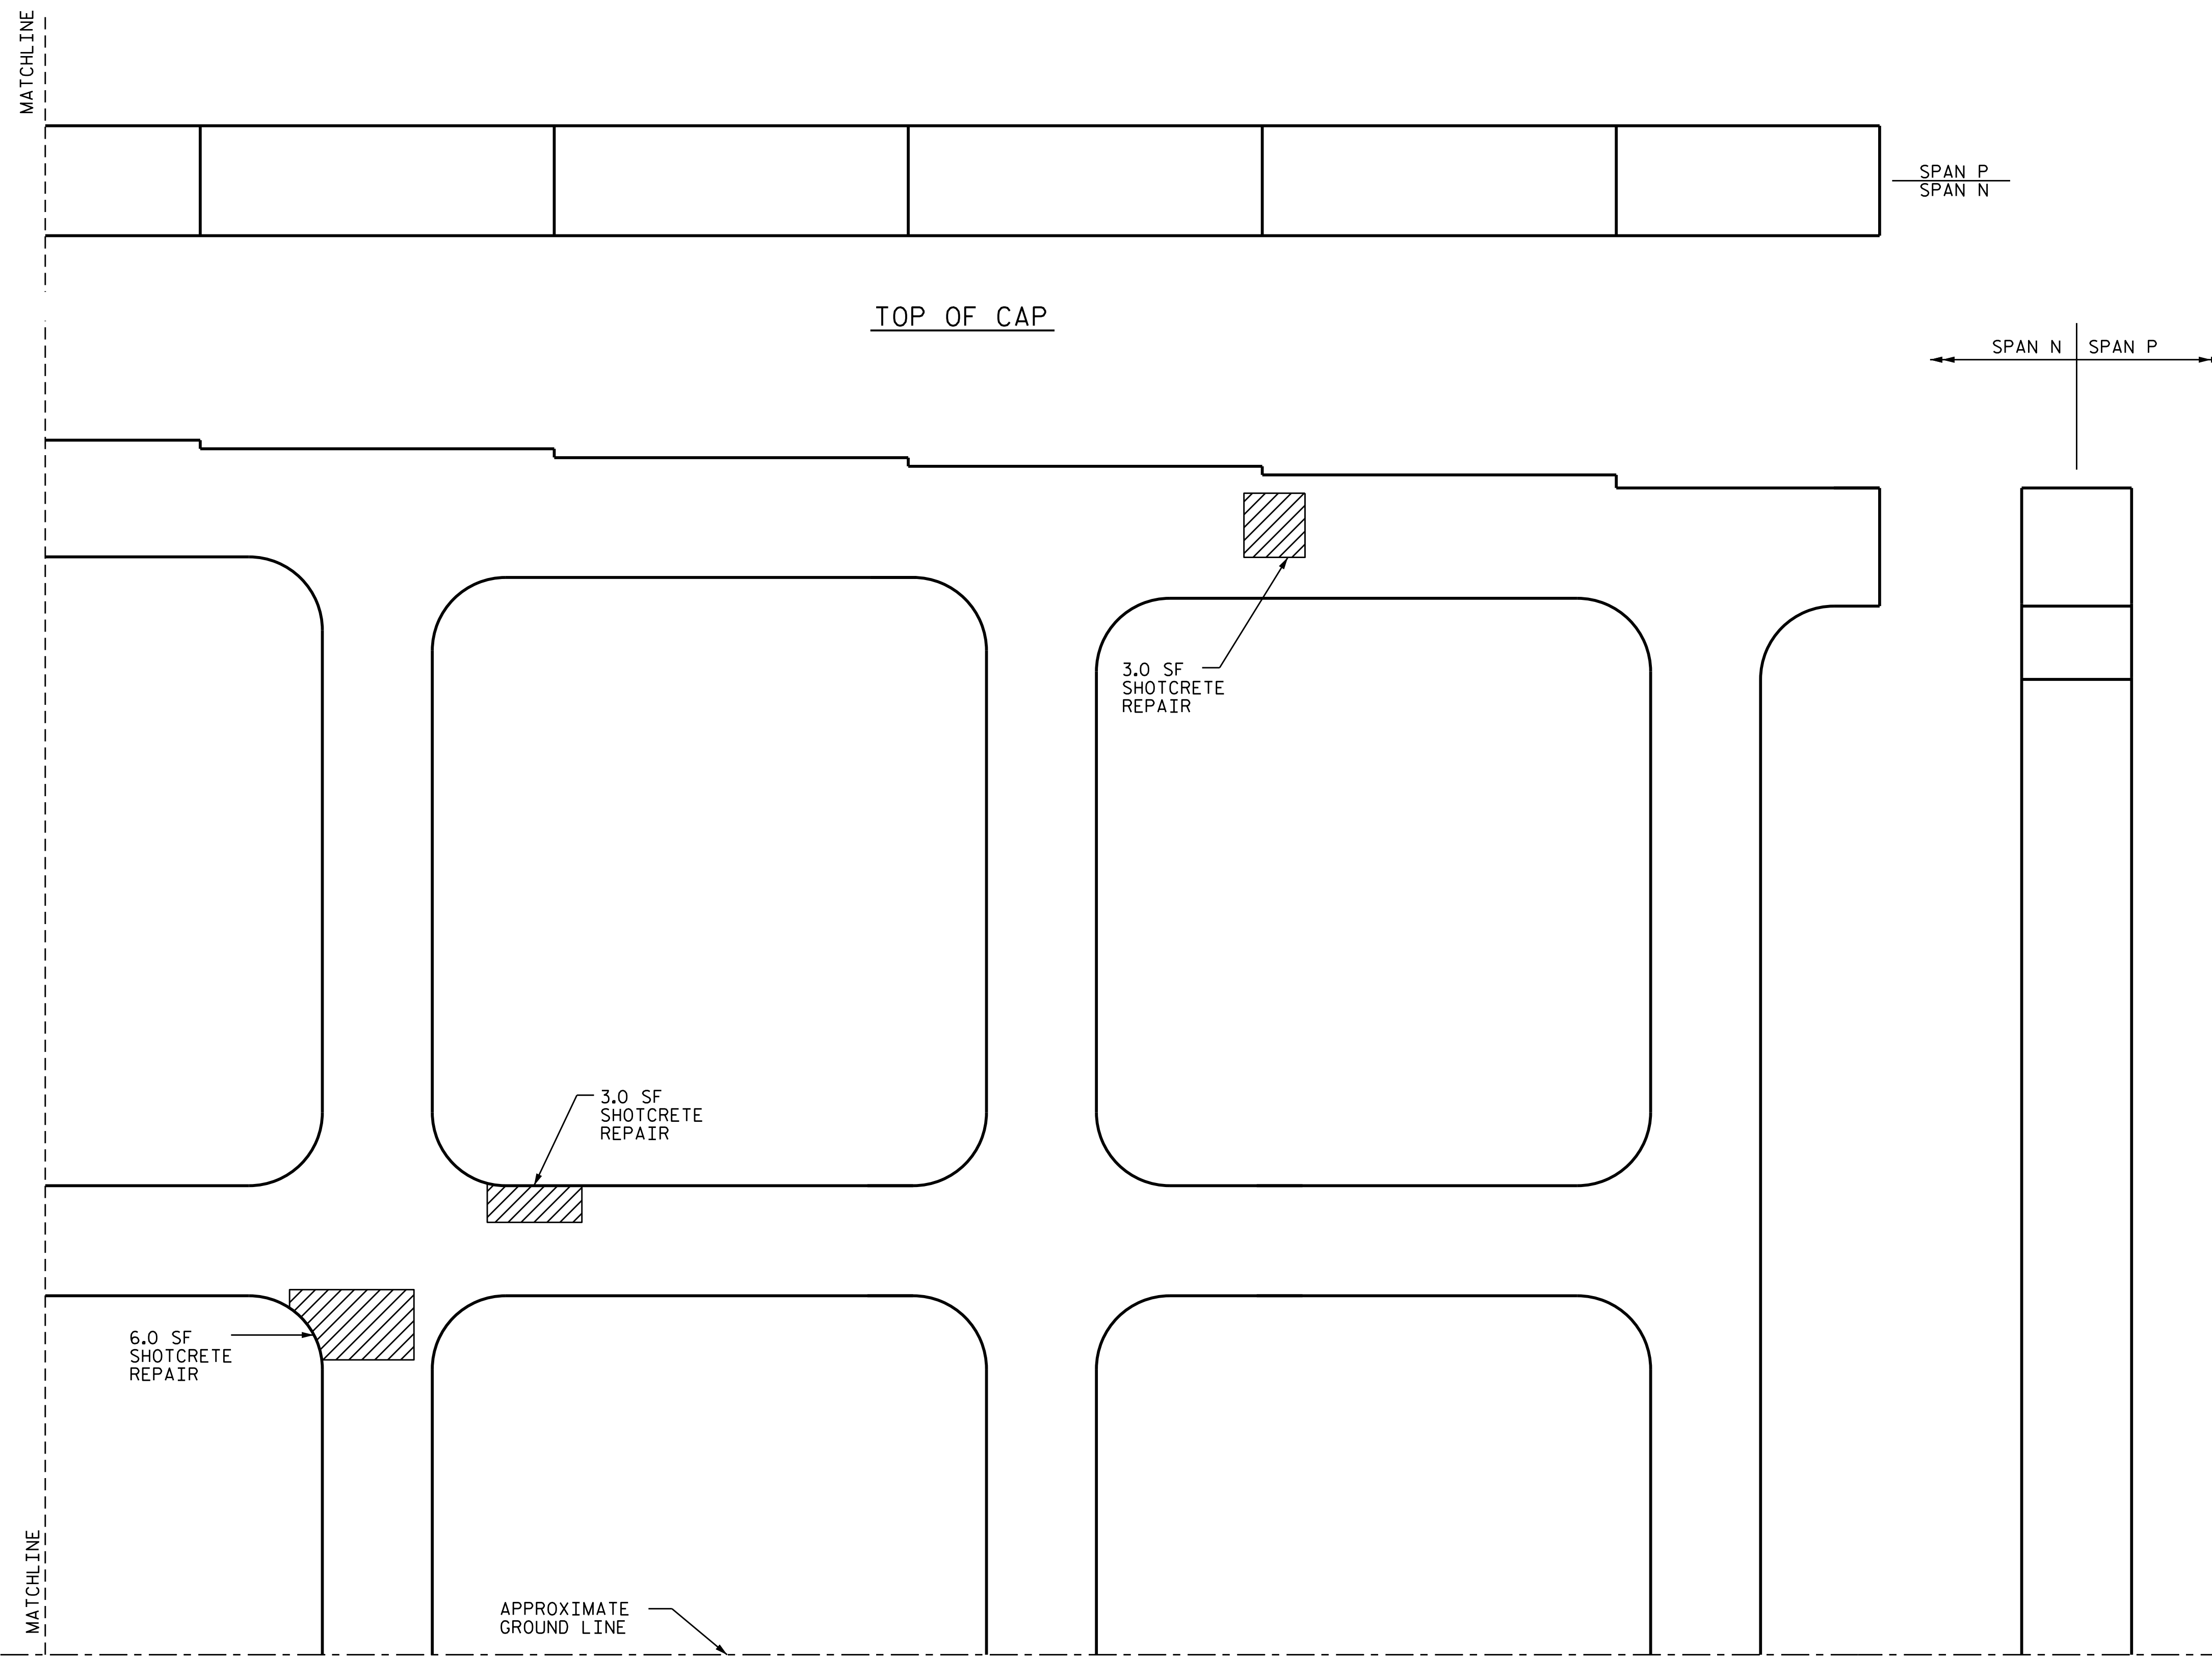 MATCHLINE
SPAN P
SPAN N
TOP OF CAP
SPAN N
SPAN P
3.0 SF
SHOTCRETE
REPAIR
3.0 SF
SHOTCRETE
REPAIR
6.0 SF
SHOTCRETE
REPAIR
MATCHLINE
APPROXIMATE
GROUND LINE